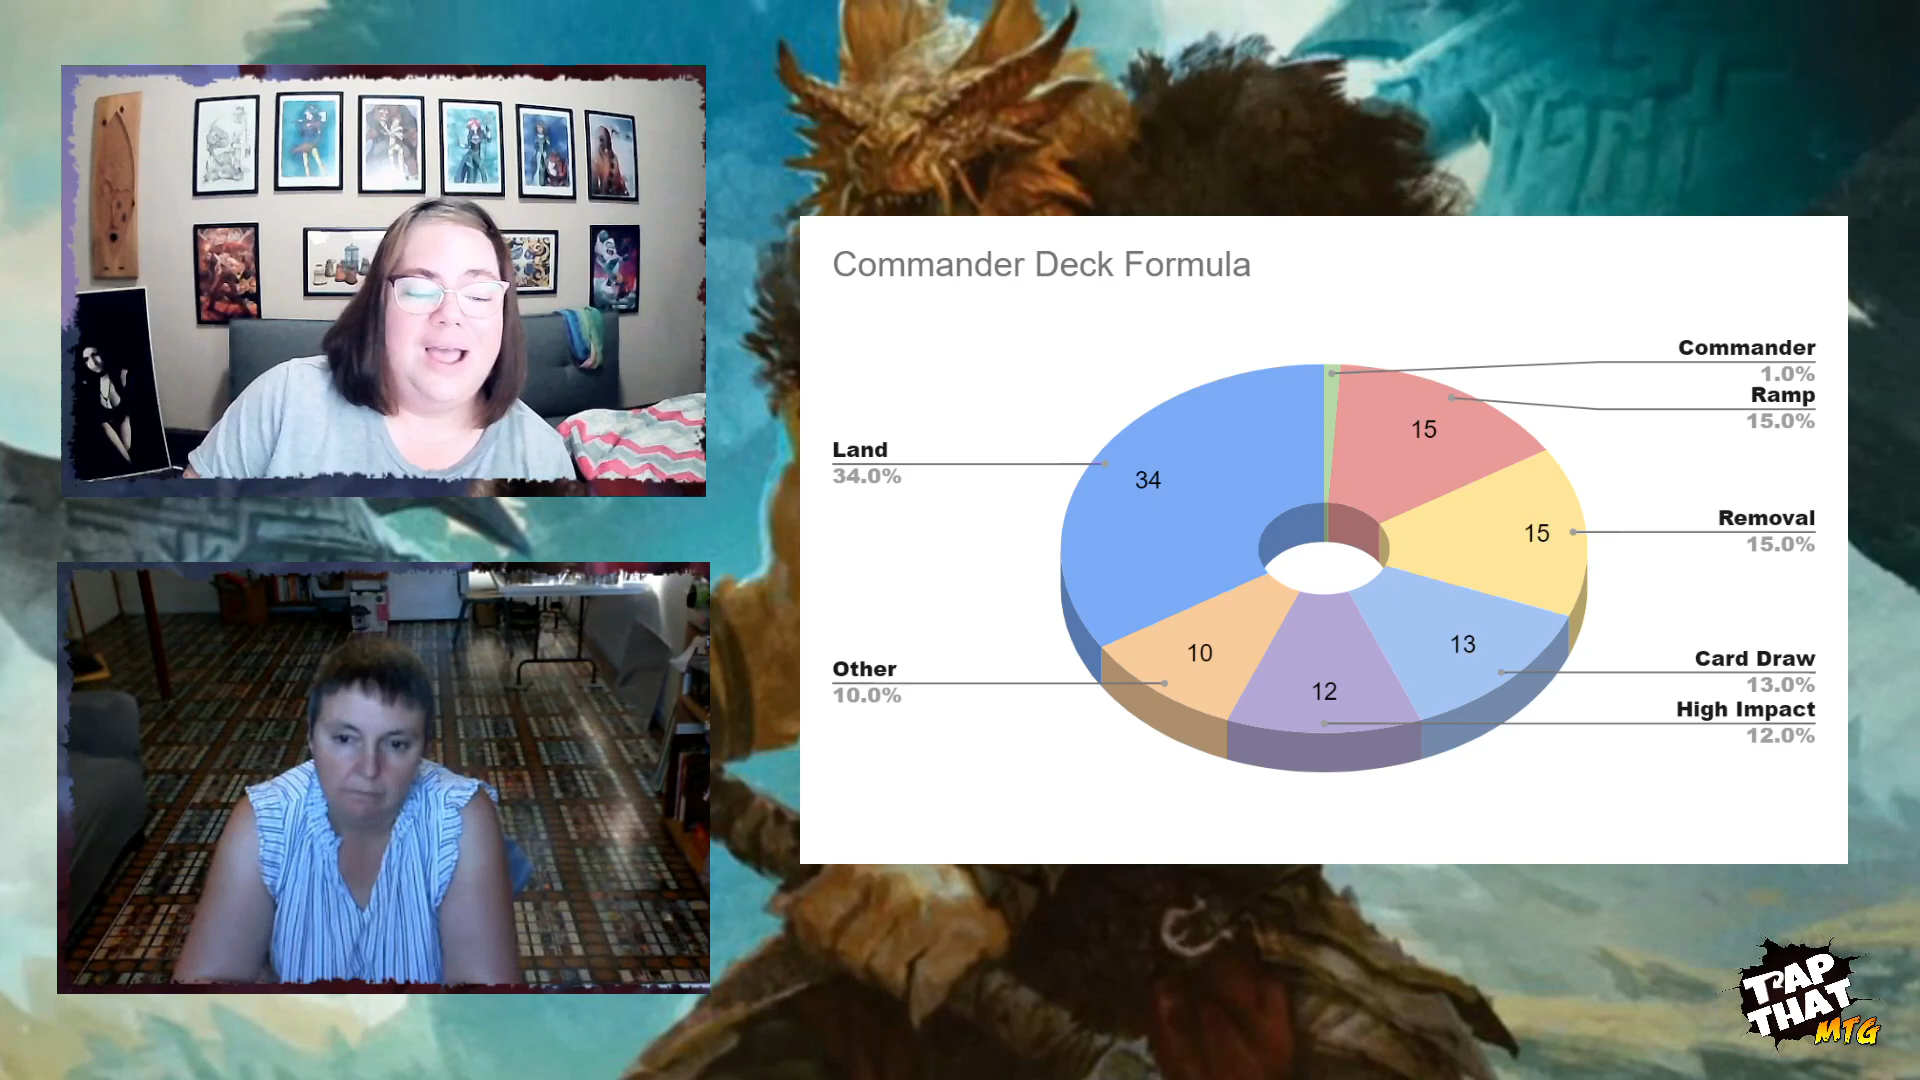 Commander Deck Formula
Commander
1.0%
Ramp
15.0%
15
Land
34.0%
34
Removal
15.0%
15
Card Draw
13.0%
13
High Impact
12.0%
12
Other
10.0%
10
TAP
THAT
MTG